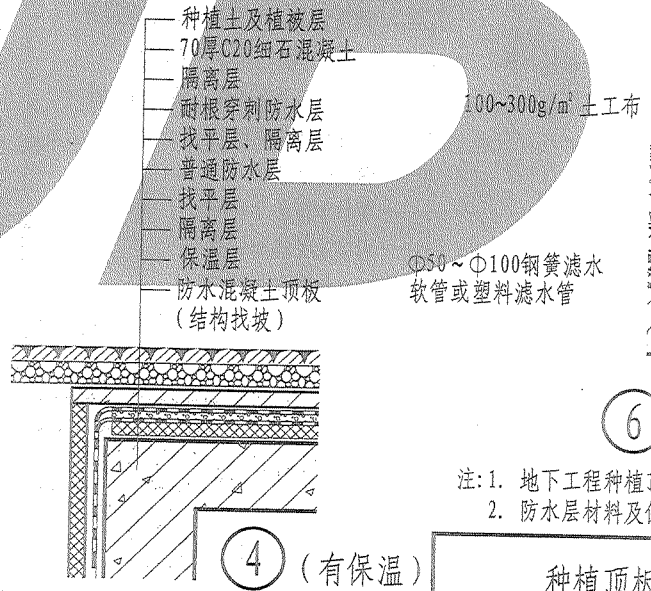 种植土及植被层
70厚C20细石混凝土
隔离层
耐根穿刺防水层
找平层、隔离层
普通防水层
找平层
隔离层
保温层
防水混凝土顶板
(结构找坡)
100~300g/m² 土工布
Φ50~Φ100钢簧滤水
软管或塑料滤水管
6
注:1. 地下工程种植
2. 防水层材料及
4 (有保温)
种植顶板